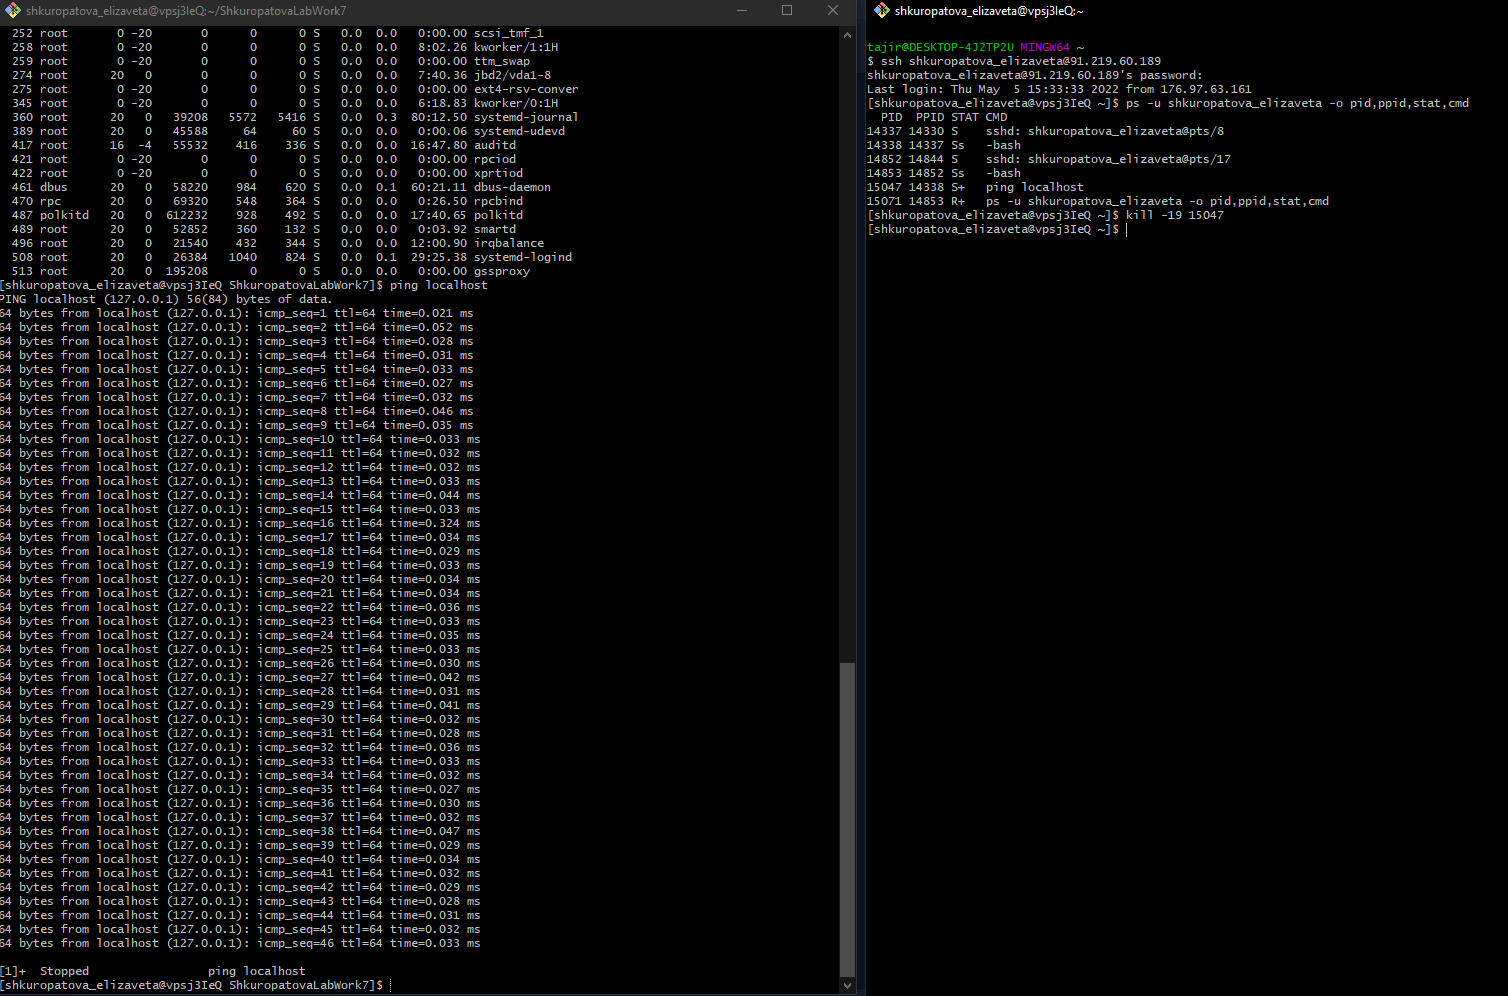 shkuropatova_elizaveta@vpsj3IeQ:~/ShkuropatovaLabWork7
252 root 0 -20 0 0 0 S 0.0 0.0 0:00.00 scsi_tmf_1
258 root 0 -20 0 0 0 S 0.0 0.0 8:02.26 kworker/1:1H
259 root 0 -20 0 0 0 S 0.0 0.0 0:00.00 ttm_swap
274 root 20 0 0 0 0 S 0.0 0.0 7:40.36 jbd2/vda1-8
275 root 0 -20 0 0 0 S 0.0 0.0 0:00.00 ext4-rsv-conver
345 root 0 -20 0 0 0 S 0.0 0.0 6:18.83 kworker/0:1H
360 root 20 0 39208 5572 5416 S 0.0 0.3 80:12.50 systemd-journal
389 root 20 0 45588 64 60 S 0.0 0.0 0:00.06 systemd-udevd
417 root 16 -4 55532 416 336 S 0.0 0.0 16:47.80 auditd
421 root 0 -20 0 0 0 S 0.0 0.0 0:00.00 rpciod
422 root 0 -20 0 0 0 S 0.0 0.0 0:00.00 xprtiod
461 dbus 20 0 58220 984 620 S 0.0 0.1 60:21.11 dbus-daemon
470 rpc 20 0 69320 548 364 S 0.0 0.0 0:26.50 rpcbind
487 polkitd 20 0 612232 928 492 S 0.0 0.0 17:40.65 polkitd
489 root 20 0 52852 360 132 S 0.0 0.0 0:03.92 smartd
496 root 20 0 21540 432 344 S 0.0 0.0 12:00.90 irqbalance
508 root 20 0 26384 1040 824 S 0.0 0.1 29:25.38 systemd-logind
513 root 20 0 195208 0 0 S 0.0 0.0 0:00.00 gssproxy
[shkuropatova_elizaveta@vpsj3IeQ ShkuropatovaLabWork7]$ ping localhost
PING localhost (127.0.0.1) 56(84) bytes of data.
64 bytes from localhost (127.0.0.1): icmp_seq=1 ttl=64 time=0.021 ms
64 bytes from localhost (127.0.0.1): icmp_seq=2 ttl=64 time=0.052 ms
64 bytes from localhost (127.0.0.1): icmp_seq=3 ttl=64 time=0.028 ms
64 bytes from localhost (127.0.0.1): icmp_seq=4 ttl=64 time=0.031 ms
64 bytes from localhost (127.0.0.1): icmp_seq=5 ttl=64 time=0.033 ms
64 bytes from localhost (127.0.0.1): icmp_seq=6 ttl=64 time=0.027 ms
64 bytes from localhost (127.0.0.1): icmp_seq=7 ttl=64 time=0.032 ms
64 bytes from localhost (127.0.0.1): icmp_seq=8 ttl=64 time=0.046 ms
64 bytes from localhost (127.0.0.1): icmp_seq=9 ttl=64 time=0.035 ms
64 bytes from localhost (127.0.0.1): icmp_seq=10 ttl=64 time=0.033 ms
64 bytes from localhost (127.0.0.1): icmp_seq=11 ttl=64 time=0.032 ms
64 bytes from localhost (127.0.0.1): icmp_seq=12 ttl=64 time=0.032 ms
64 bytes from localhost (127.0.0.1): icmp_seq=13 ttl=64 time=0.033 ms
64 bytes from localhost (127.0.0.1): icmp_seq=14 ttl=64 time=0.044 ms
64 bytes from localhost (127.0.0.1): icmp_seq=15 ttl=64 time=0.033 ms
64 bytes from localhost (127.0.0.1): icmp_seq=16 ttl=64 time=0.324 ms
64 bytes from localhost (127.0.0.1): icmp_seq=17 ttl=64 time=0.034 ms
64 bytes from localhost (127.0.0.1): icmp_seq=18 ttl=64 time=0.029 ms
64 bytes from localhost (127.0.0.1): icmp_seq=19 ttl=64 time=0.033 ms
64 bytes from localhost (127.0.0.1): icmp_seq=20 ttl=64 time=0.034 ms
64 bytes from localhost (127.0.0.1): icmp_seq=21 ttl=64 time=0.034 ms
64 bytes from localhost (127.0.0.1): icmp_seq=22 ttl=64 time=0.036 ms
64 bytes from localhost (127.0.0.1): icmp_seq=23 ttl=64 time=0.033 ms
64 bytes from localhost (127.0.0.1): icmp_seq=24 ttl=64 time=0.035 ms
64 bytes from localhost (127.0.0.1): icmp_seq=25 ttl=64 time=0.033 ms
64 bytes from localhost (127.0.0.1): icmp_seq=26 ttl=64 time=0.030 ms
64 bytes from localhost (127.0.0.1): icmp_seq=27 ttl=64 time=0.042 ms
64 bytes from localhost (127.0.0.1): icmp_seq=28 ttl=64 time=0.031 ms
64 bytes from localhost (127.0.0.1): icmp_seq=29 ttl=64 time=0.041 ms
64 bytes from localhost (127.0.0.1): icmp_seq=30 ttl=64 time=0.032 ms
64 bytes from localhost (127.0.0.1): icmp_seq=31 ttl=64 time=0.028 ms
64 bytes from localhost (127.0.0.1): icmp_seq=32 ttl=64 time=0.036 ms
64 bytes from localhost (127.0.0.1): icmp_seq=33 ttl=64 time=0.033 ms
64 bytes from localhost (127.0.0.1): icmp_seq=34 ttl=64 time=0.032 ms
64 bytes from localhost (127.0.0.1): icmp_seq=35 ttl=64 time=0.027 ms
64 bytes from localhost (127.0.0.1): icmp_seq=36 ttl=64 time=0.030 ms
64 bytes from localhost (127.0.0.1): icmp_seq=37 ttl=64 time=0.032 ms
64 bytes from localhost (127.0.0.1): icmp_seq=38 ttl=64 time=0.047 ms
64 bytes from localhost (127.0.0.1): icmp_seq=39 ttl=64 time=0.029 ms
64 bytes from localhost (127.0.0.1): icmp_seq=40 ttl=64 time=0.034 ms
64 bytes from localhost (127.0.0.1): icmp_seq=41 ttl=64 time=0.032 ms
64 bytes from localhost (127.0.0.1): icmp_seq=42 ttl=64 time=0.029 ms
64 bytes from localhost (127.0.0.1): icmp_seq=43 ttl=64 time=0.028 ms
64 bytes from localhost (127.0.0.1): icmp_seq=44 ttl=64 time=0.031 ms
64 bytes from localhost (127.0.0.1): icmp_seq=45 ttl=64 time=0.032 ms
64 bytes from localhost (127.0.0.1): icmp_seq=46 ttl=64 time=0.033 ms
[1]+ Stopped ping localhost
[shkuropatova_elizaveta@vpsj3IeQ ShkuropatovaLabWork7]$
shkuropatova_elizaveta@vpsj3IeQ:~
tajir@DESKTOP-4J2TP2U MINGW64 ~
$ ssh shkuropatova_elizaveta@91.219.60.189
shkuropatova_elizaveta@91.219.60.189's password:
Last login: Thu May 5 15:33:33 2022 from 176.97.63.161
[shkuropatova_elizaveta@vpsj3IeQ ~]$ ps -u shkuropatova_elizaveta -o pid,ppid,stat,cmd
PID PPID STAT CMD
14337 14330 S sshd: shkuropatova_elizaveta@pts/8
14338 14337 Ss -bash
14852 14844 S sshd: shkuropatova_elizaveta@pts/17
14853 14852 Ss -bash
15047 14338 S+ ping localhost
15071 14853 R+ ps -u shkuropatova_elizaveta -o pid,ppid,stat,cmd
[shkuropatova_elizaveta@vpsj3IeQ ~]$ kill -19 15047
[shkuropatova_elizaveta@vpsj3IeQ ~]$